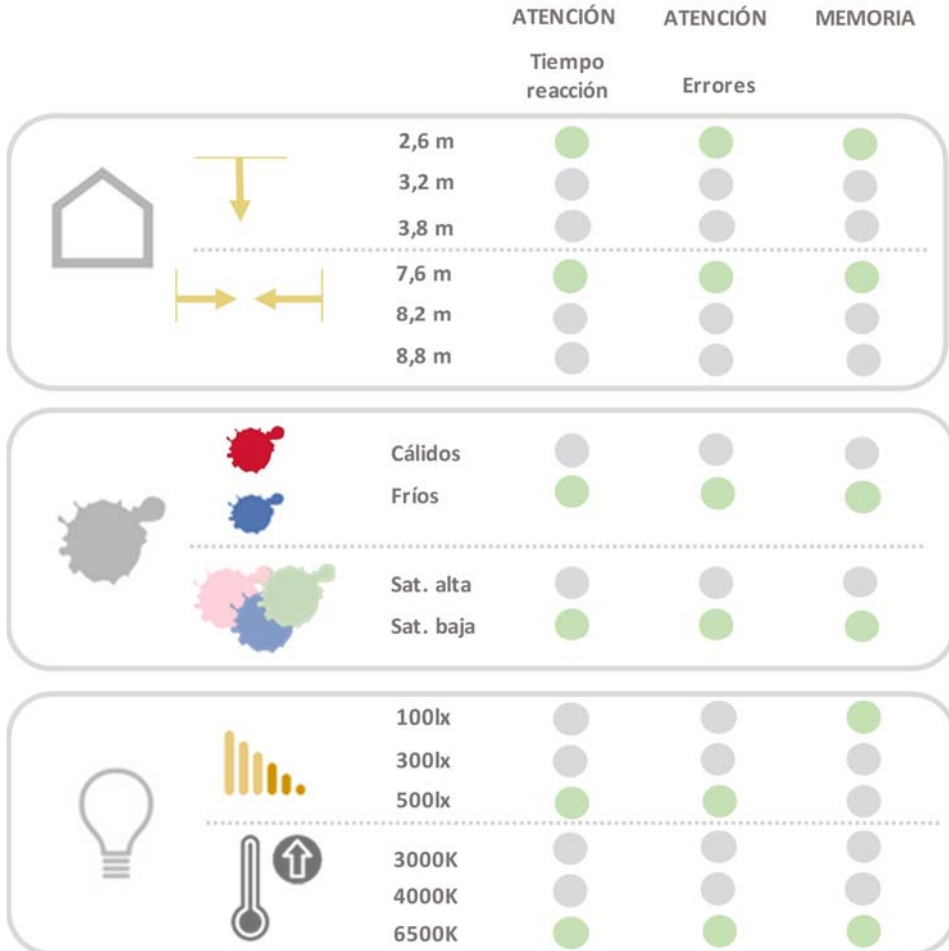 ATENCIÓN ATENCIÓN MEMORIA
Tiempo
reacción Errores
2,6 m
3,2 m
3,8 m
7,6 m
8,2 m
8,8 m
Cálidos
Fríos
Sat. alta
Sat. baja
100lx
300lx
500lx
3000K
4000K
6500K